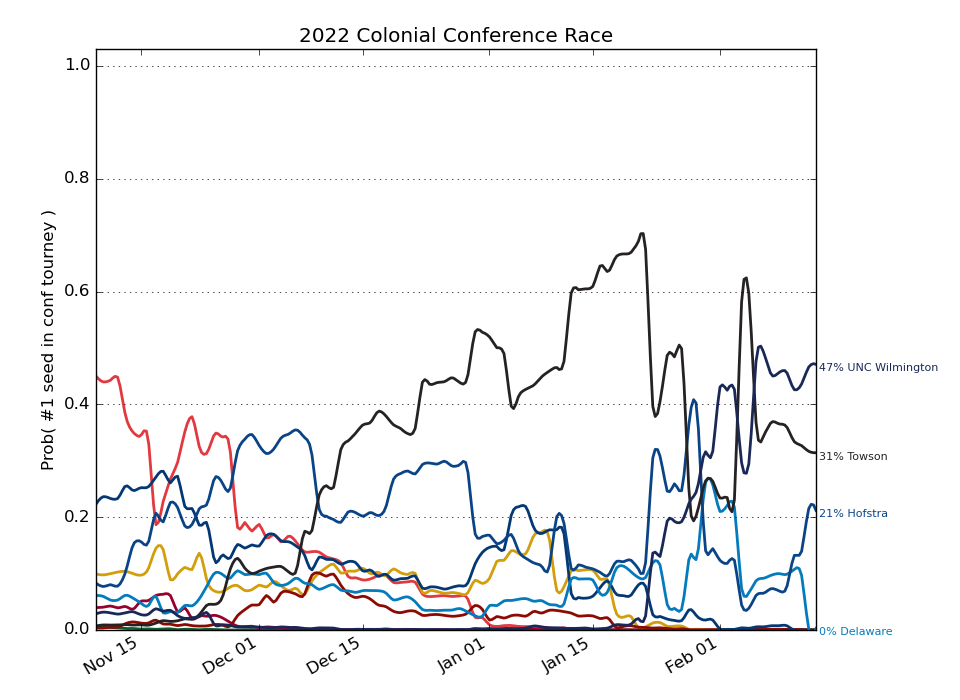 2022 Colonial Conference Race
Prob( #1 seed in conf tourney )
1.0
0.8
0.6
0.4
0.2
0.0
Nov 15
Dec 01
Dec 15
Jan 01
Jan 15
Feb 01
47% UNC Wilmington
31% Towson
21% Hofstra
0% Delaware